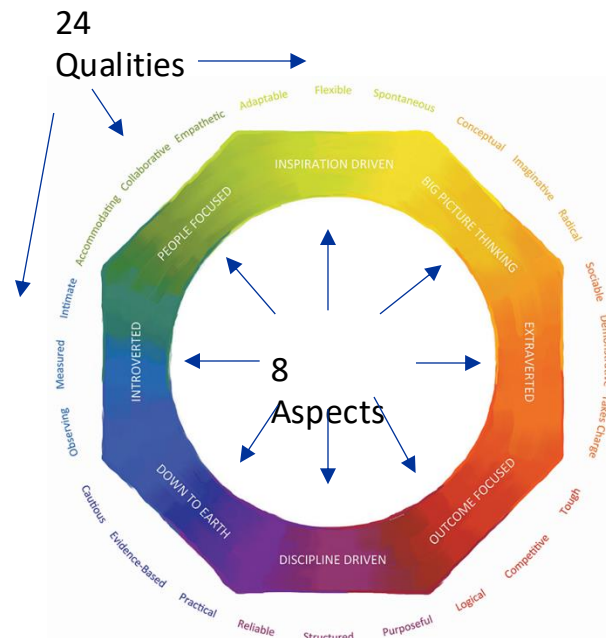 24
Qualities
Adaptable
Flexible
Spontaneous
Conceptual
Imaginative
Radical
Sociable
Takes Charge
Tough
Competitive
Logical
Purposeful
Structured
Reliable
Practical
Evidence-Based
Cautious
Observing
Measured
Intimate
Accommodating
Collaborative
Empathetic
INSPIRATION DRIVEN
BIG PICTURE THINKING
EXTRAVERTED
OUTCOME FOCUSED
DISCIPLINE DRIVEN
DOWN TO EARTH
INTROVERTED
PEOPLE FOCUSED
8
Aspects